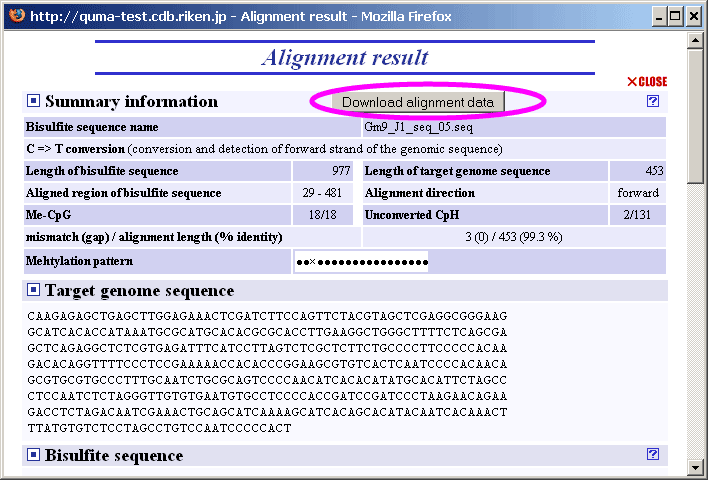 http://quma-test.cdb.riken.jp - Alignment result - Mozilla Firefox
Alignment result
CLOSE
Summary information Download alignment data ?
Bisulfite sequence name Gm9_J1_seq_05.seq
C => T conversion (conversion and detection of forward strand of the genomic sequence)
Length of bisulfite sequence 977 Length of target genome sequence 453
Aligned region of bisulfite sequence 29 - 481 Alignment direction forward
Me-CpG 18/18 Unconverted CpH 2/131
mismatch (gap) / alignment length (% identity) 3 (0) / 453 (99.3 %)
Mehtylation pattern
Target genome sequence
CAAGAGAGCTGAGCTTGGAGAAACTCGATCTTCCAGTTCTACGTAGCTCGAGGCGGGAAG
GCATCACACCATAAATGCGCATGCACACGCGCACCTTGAAGGCTGGGCTTTTCTCAGCGA
GCTCAGAGGCTCTCGTGAGATTTCATCCTTAGTCTCGCTCTTCTGCCCCTTCCCCCACAA
GACACAGGTTTTCCCTCCGAAAAACCACACCCGGAAGCGTGTCACTCAATCCCCACAACA
GCGTGCGTGCCCTTTGCAATCTGCGCAGTCCCCAACATCACACATATGCACATTCTAGCC
CTCCAATCTCTAGGGTTGTGTGAATGTGCCTCCCCACCGATCCGATCCCTAAGAACAGAA
GACCTCTAGACAATCGAAACTGCAGCATCAAAAGCATCACAGCACATACAATCACAAACT
TTATGTGTCTCCTAGCCTGTCCAATCCCCCACT
Bisulfite sequence ?